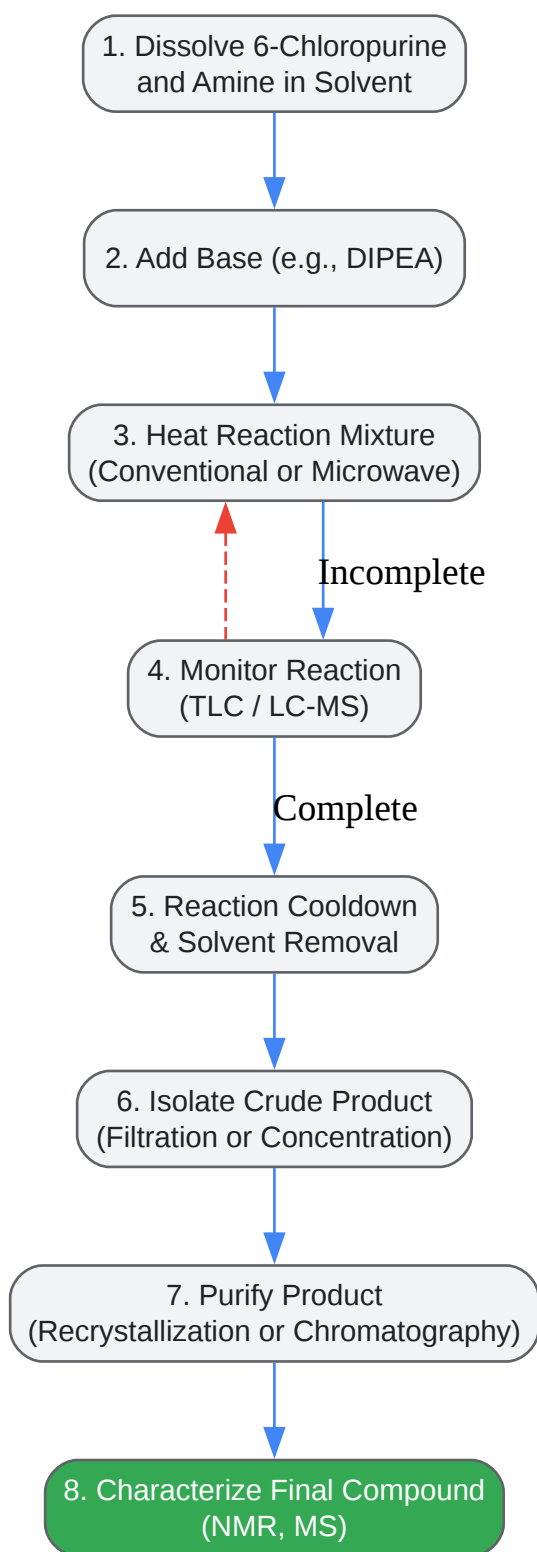 1. Dissolve 6-Chloropurine
and Amine in Solvent
2. Add Base (e.g., DIPEA)
3. Heat Reaction Mixture
(Conventional or Microwave)
Incomplete
4. Monitor Reaction
(TLC / LC-MS)
Complete
5. Reaction Cooldown
& Solvent Removal
6. Isolate Crude Product
(Filtration or Concentration)
7. Purify Product
(Recrystallization or Chromatography)
8. Characterize Final Compound
(NMR, MS)